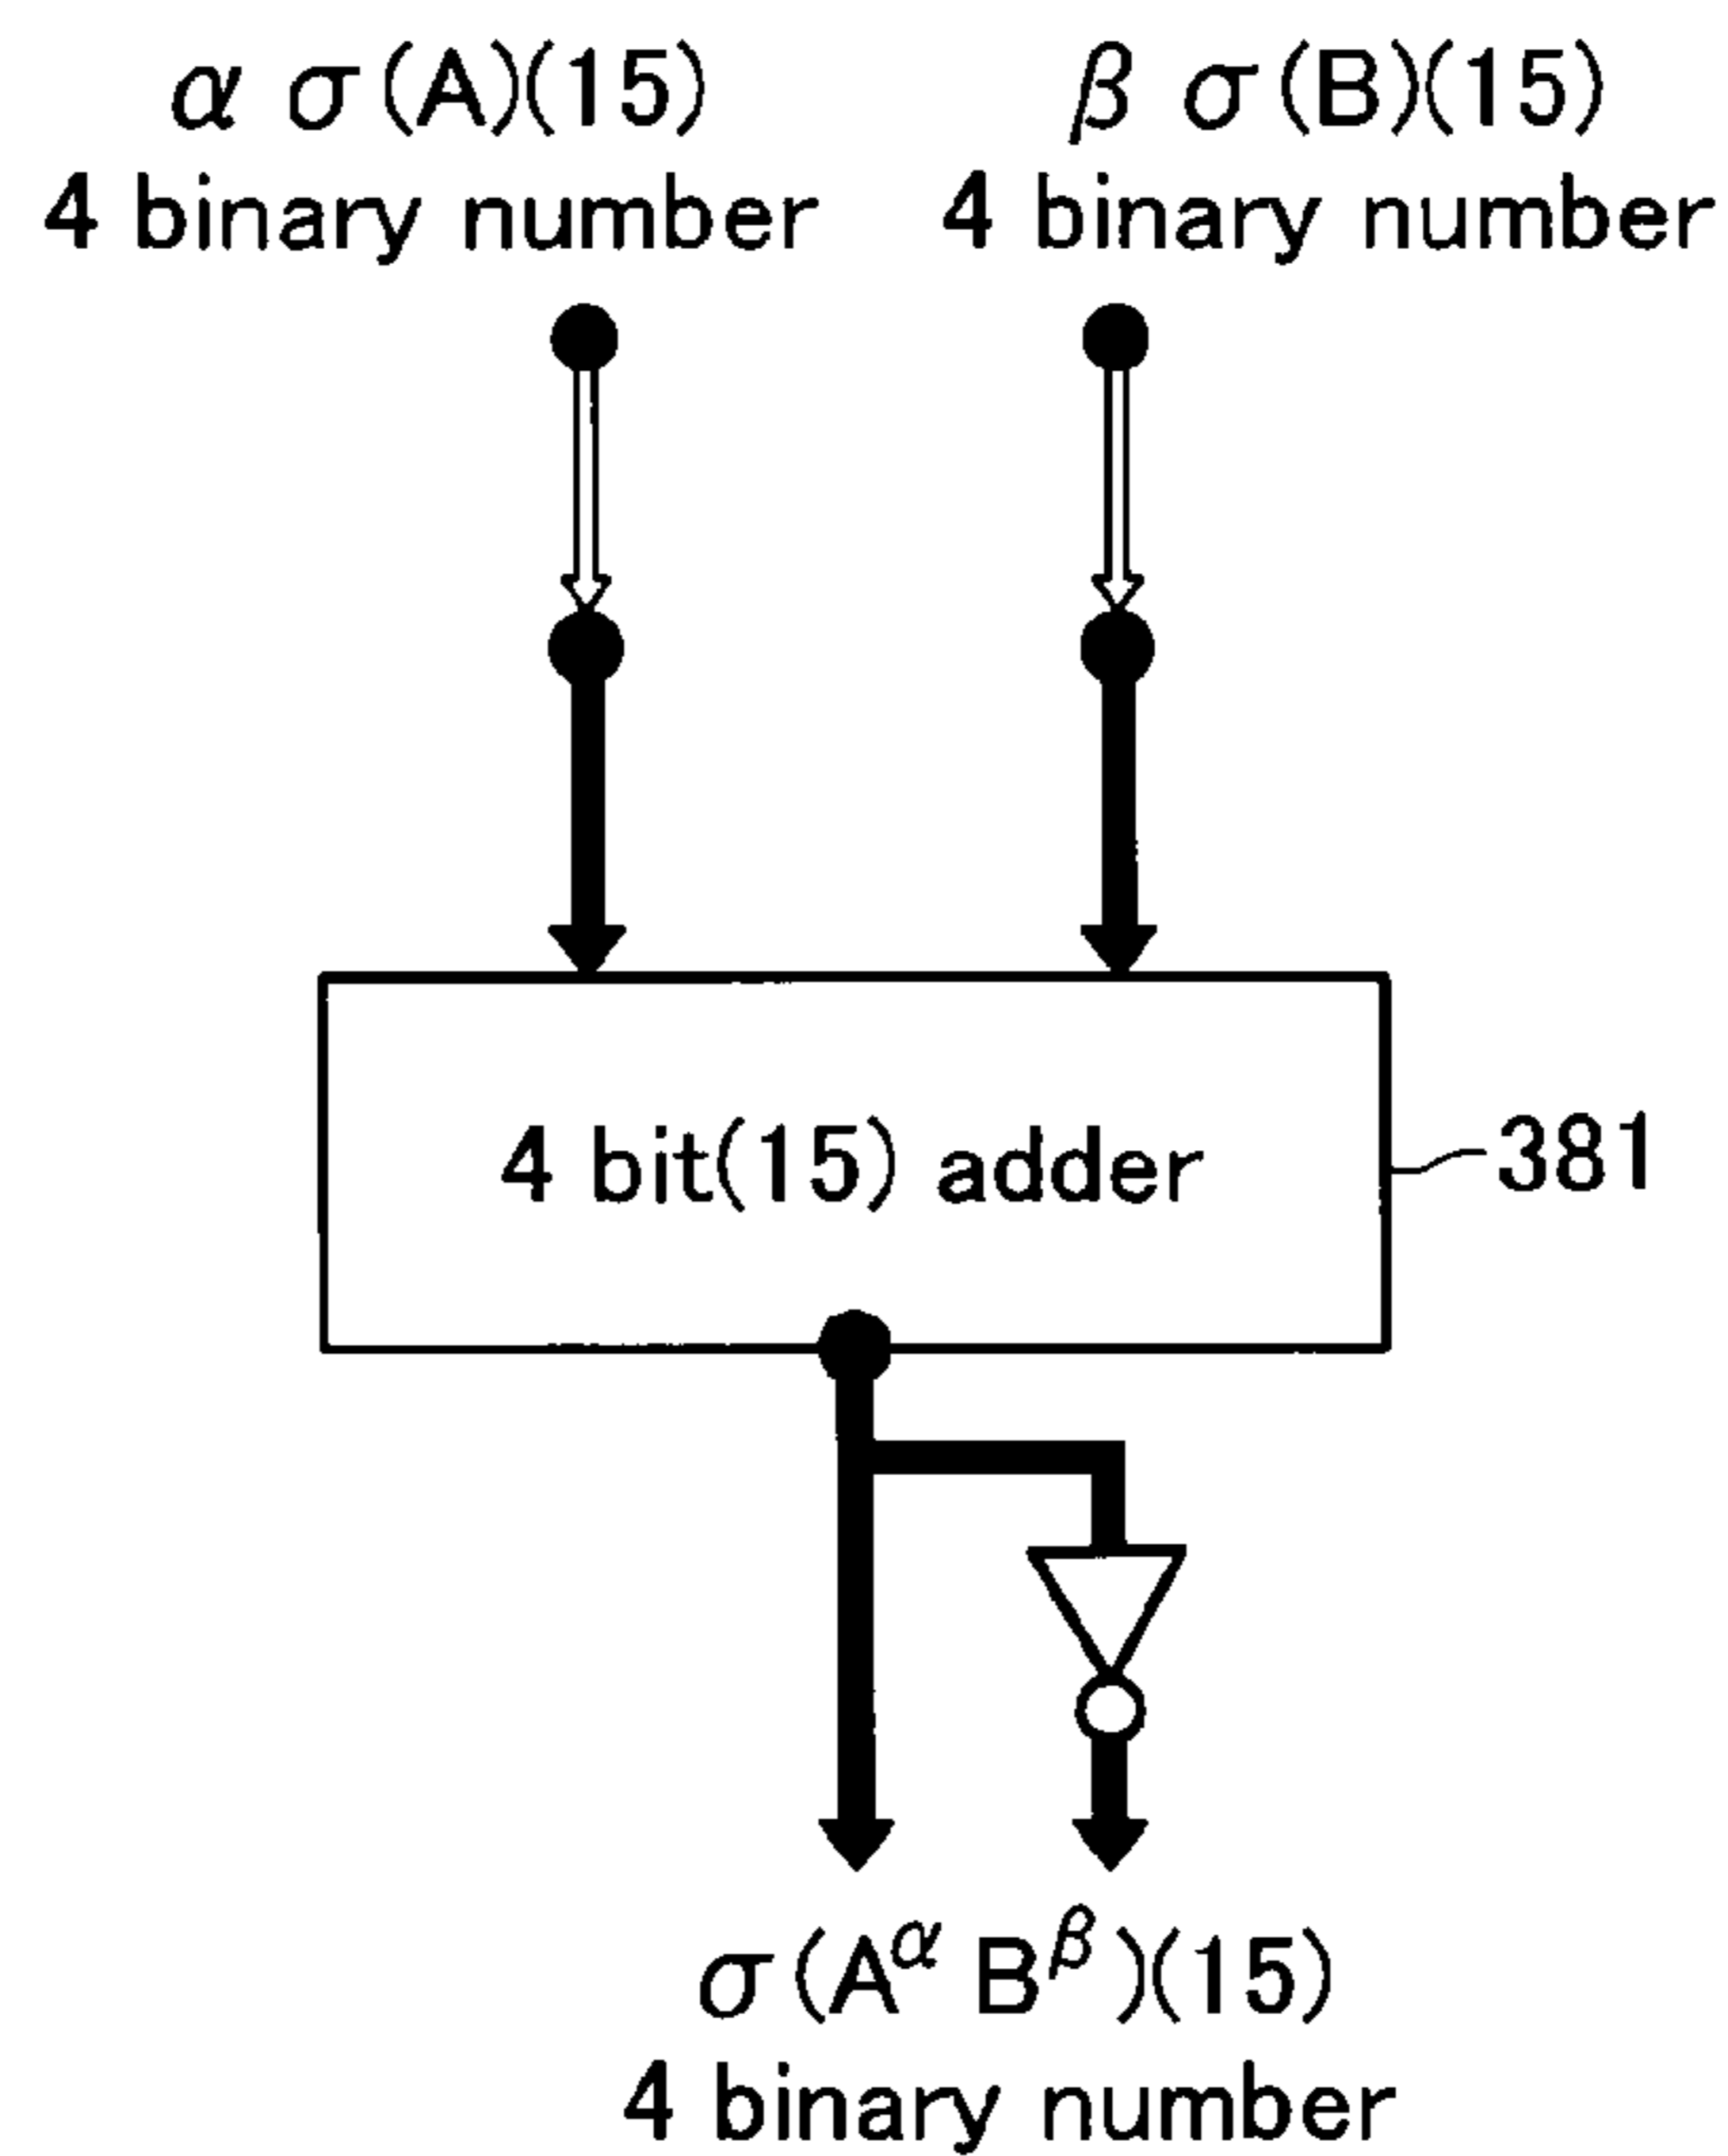 α σ(A)(15) β σ(B)(15)
4 binary number 4 binary number
4 bit(15) adder 381
σ(A^α B^β)(15)
4 binary number